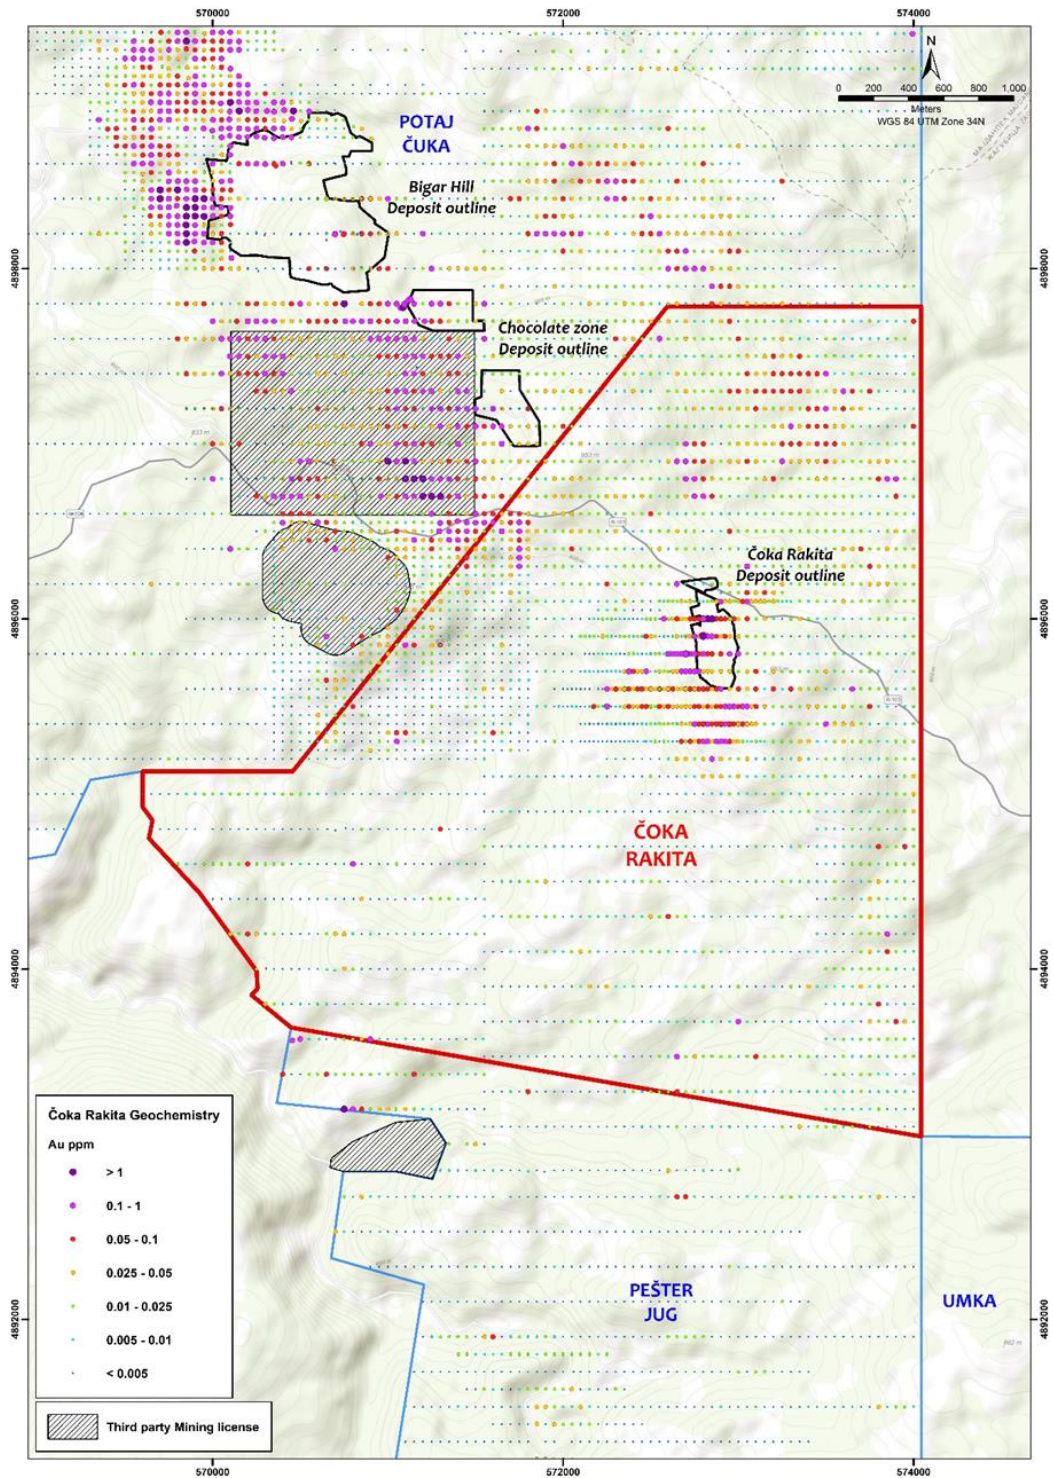 570000
572000
574000
N
0 200 400 600 800 1,000
Meters
WGS 84 UTM Zone 34N
POTAJ
ČUKA
Bigar Hill
Deposit outline
4898000
4898000
Chocolate zone
Deposit outline
Čoka Rakita
Deposit outline
4896000
4896000
ČOKA
RAKITA
4894000
4894000
Čoka Rakita Geochemistry
Au ppm
> 1
0.1 - 1
0.05 - 0.1
0.025 - 0.05
0.01 - 0.025
0.005 - 0.01
< 0.005
Third party Mining license
PEŠTER
JUG
UMKA
4892000
4892000
570000
572000
574000